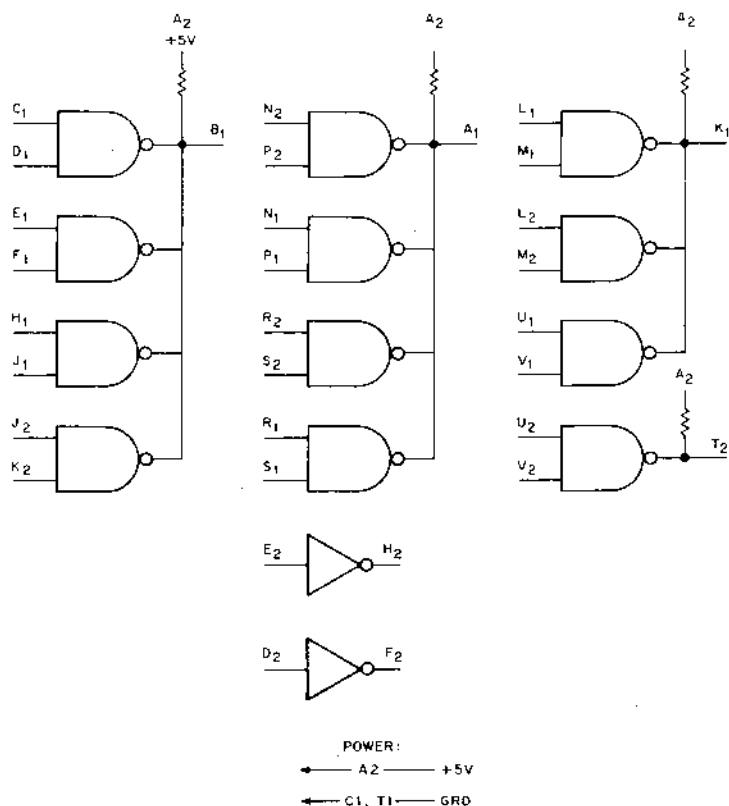 A2 A2 A2
+5V
C1 N2 L1
B1 A1 K1
D1 P2 M1
E1 N1 L2
F1 P1 M2
H1 R2 U1
J1 S2 V1
A2
J2 R1 U2
T2
K2 S1 V2
E2 H2
D2 F2
POWER:
A2 +5V
C1, T1 GRD